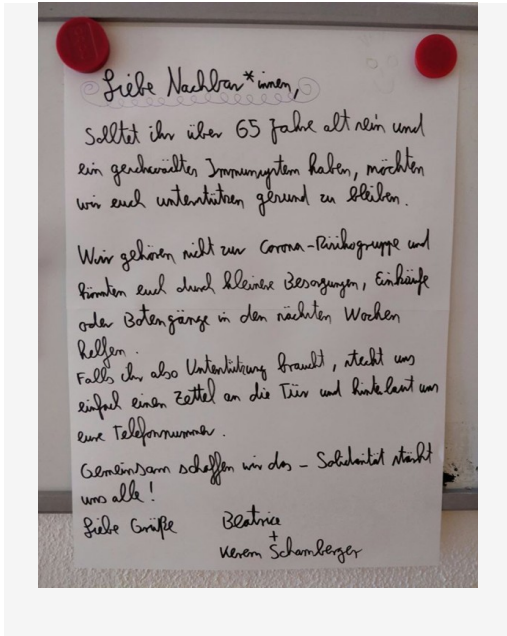 Liebe Nachbar*innen,
Solltet ihr über 65 Jahre alt sein und
ein geschwächtes Immunsystem haben, möchten
wir euch unterstützen gesund zu bleiben.
Wir gehören nicht zur Corona-Risikogruppe und
könnten euch durch kleinere Besorgungen, Einkäufe
oder Botengänge in den nächsten Wochen
helfen.
Falls ihr also Unterstützung braucht, steckt uns
einfach einen Zettel an die Tür und hinterlasst uns
eure Telefonnummer.
Gemeinsam schaffen wir das – Solidarität stärkt
uns alle!
Liebe Grüße Beatrice
+
Kerem Schamberger